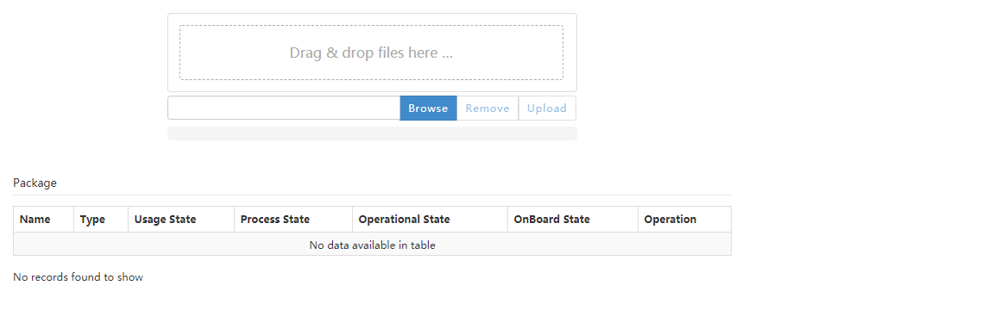 Drag & drop files here …
Browse Remove Upload
Package
Name Type Usage State Process State Operational State OnBoard State Operation
No data available in table
No records found to show